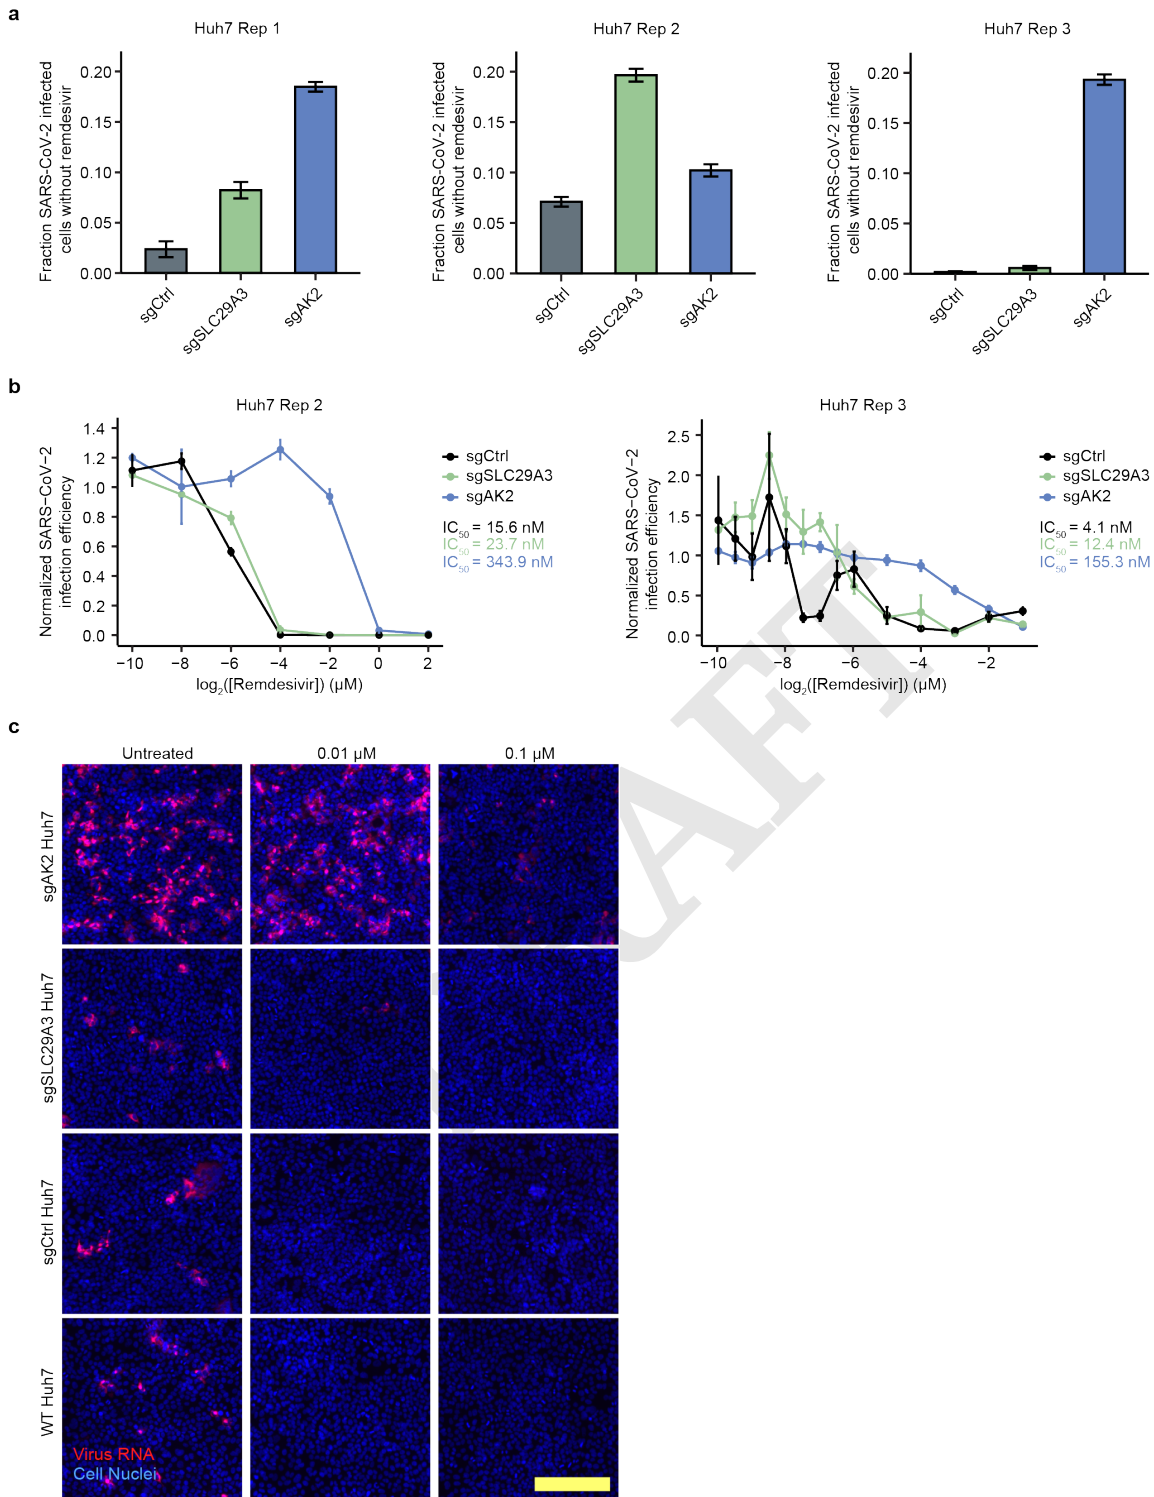 a
Huh7 Rep 1
Fraction SARS-CoV-2 infected
cells without remdesivir
0.20
0.15
0.10
0.05
0.00
sgCtrl
sgSLC29A3
sgAK2
Huh7 Rep 2
Fraction SARS-CoV-2 infected
cells without remdesivir
0.20
0.15
0.10
0.05
0.00
sgCtrl
sgSLC29A3
sgAK2
Huh7 Rep 3
Fraction SARS-CoV-2 infected
cells without remdesivir
0.20
0.15
0.10
0.05
0.00
sgCtrl
sgSLC29A3
sgAK2
b
Huh7 Rep 2
Normalized SARS−CoV−2
infection efficiency
1.4
1.2
1.0
0.8
0.6
0.4
0.2
0.0
−10
−8
−6
−4
−2
0
2
log2([Remdesivir]) (µM)
sgCtrl
sgSLC29A3
sgAK2
IC50 = 15.6 nM
IC50 = 23.7 nM
IC50 = 343.9 nM
Huh7 Rep 3
Normalized SARS−CoV−2
infection efficiency
2.5
2.0
1.5
1.0
0.5
0.0
−10
−8
−6
−4
−2
log2([Remdesivir]) (µM)
sgCtrl
sgSLC29A3
sgAK2
IC50 = 4.1 nM
IC50 = 12.4 nM
IC50 = 155.3 nM
c
Untreated
0.01 µM
0.1 µM
sgAK2 Huh7
sgSLC29A3 Huh7
sgCtrl Huh7
WT Huh7
Virus RNA
Cell Nuclei